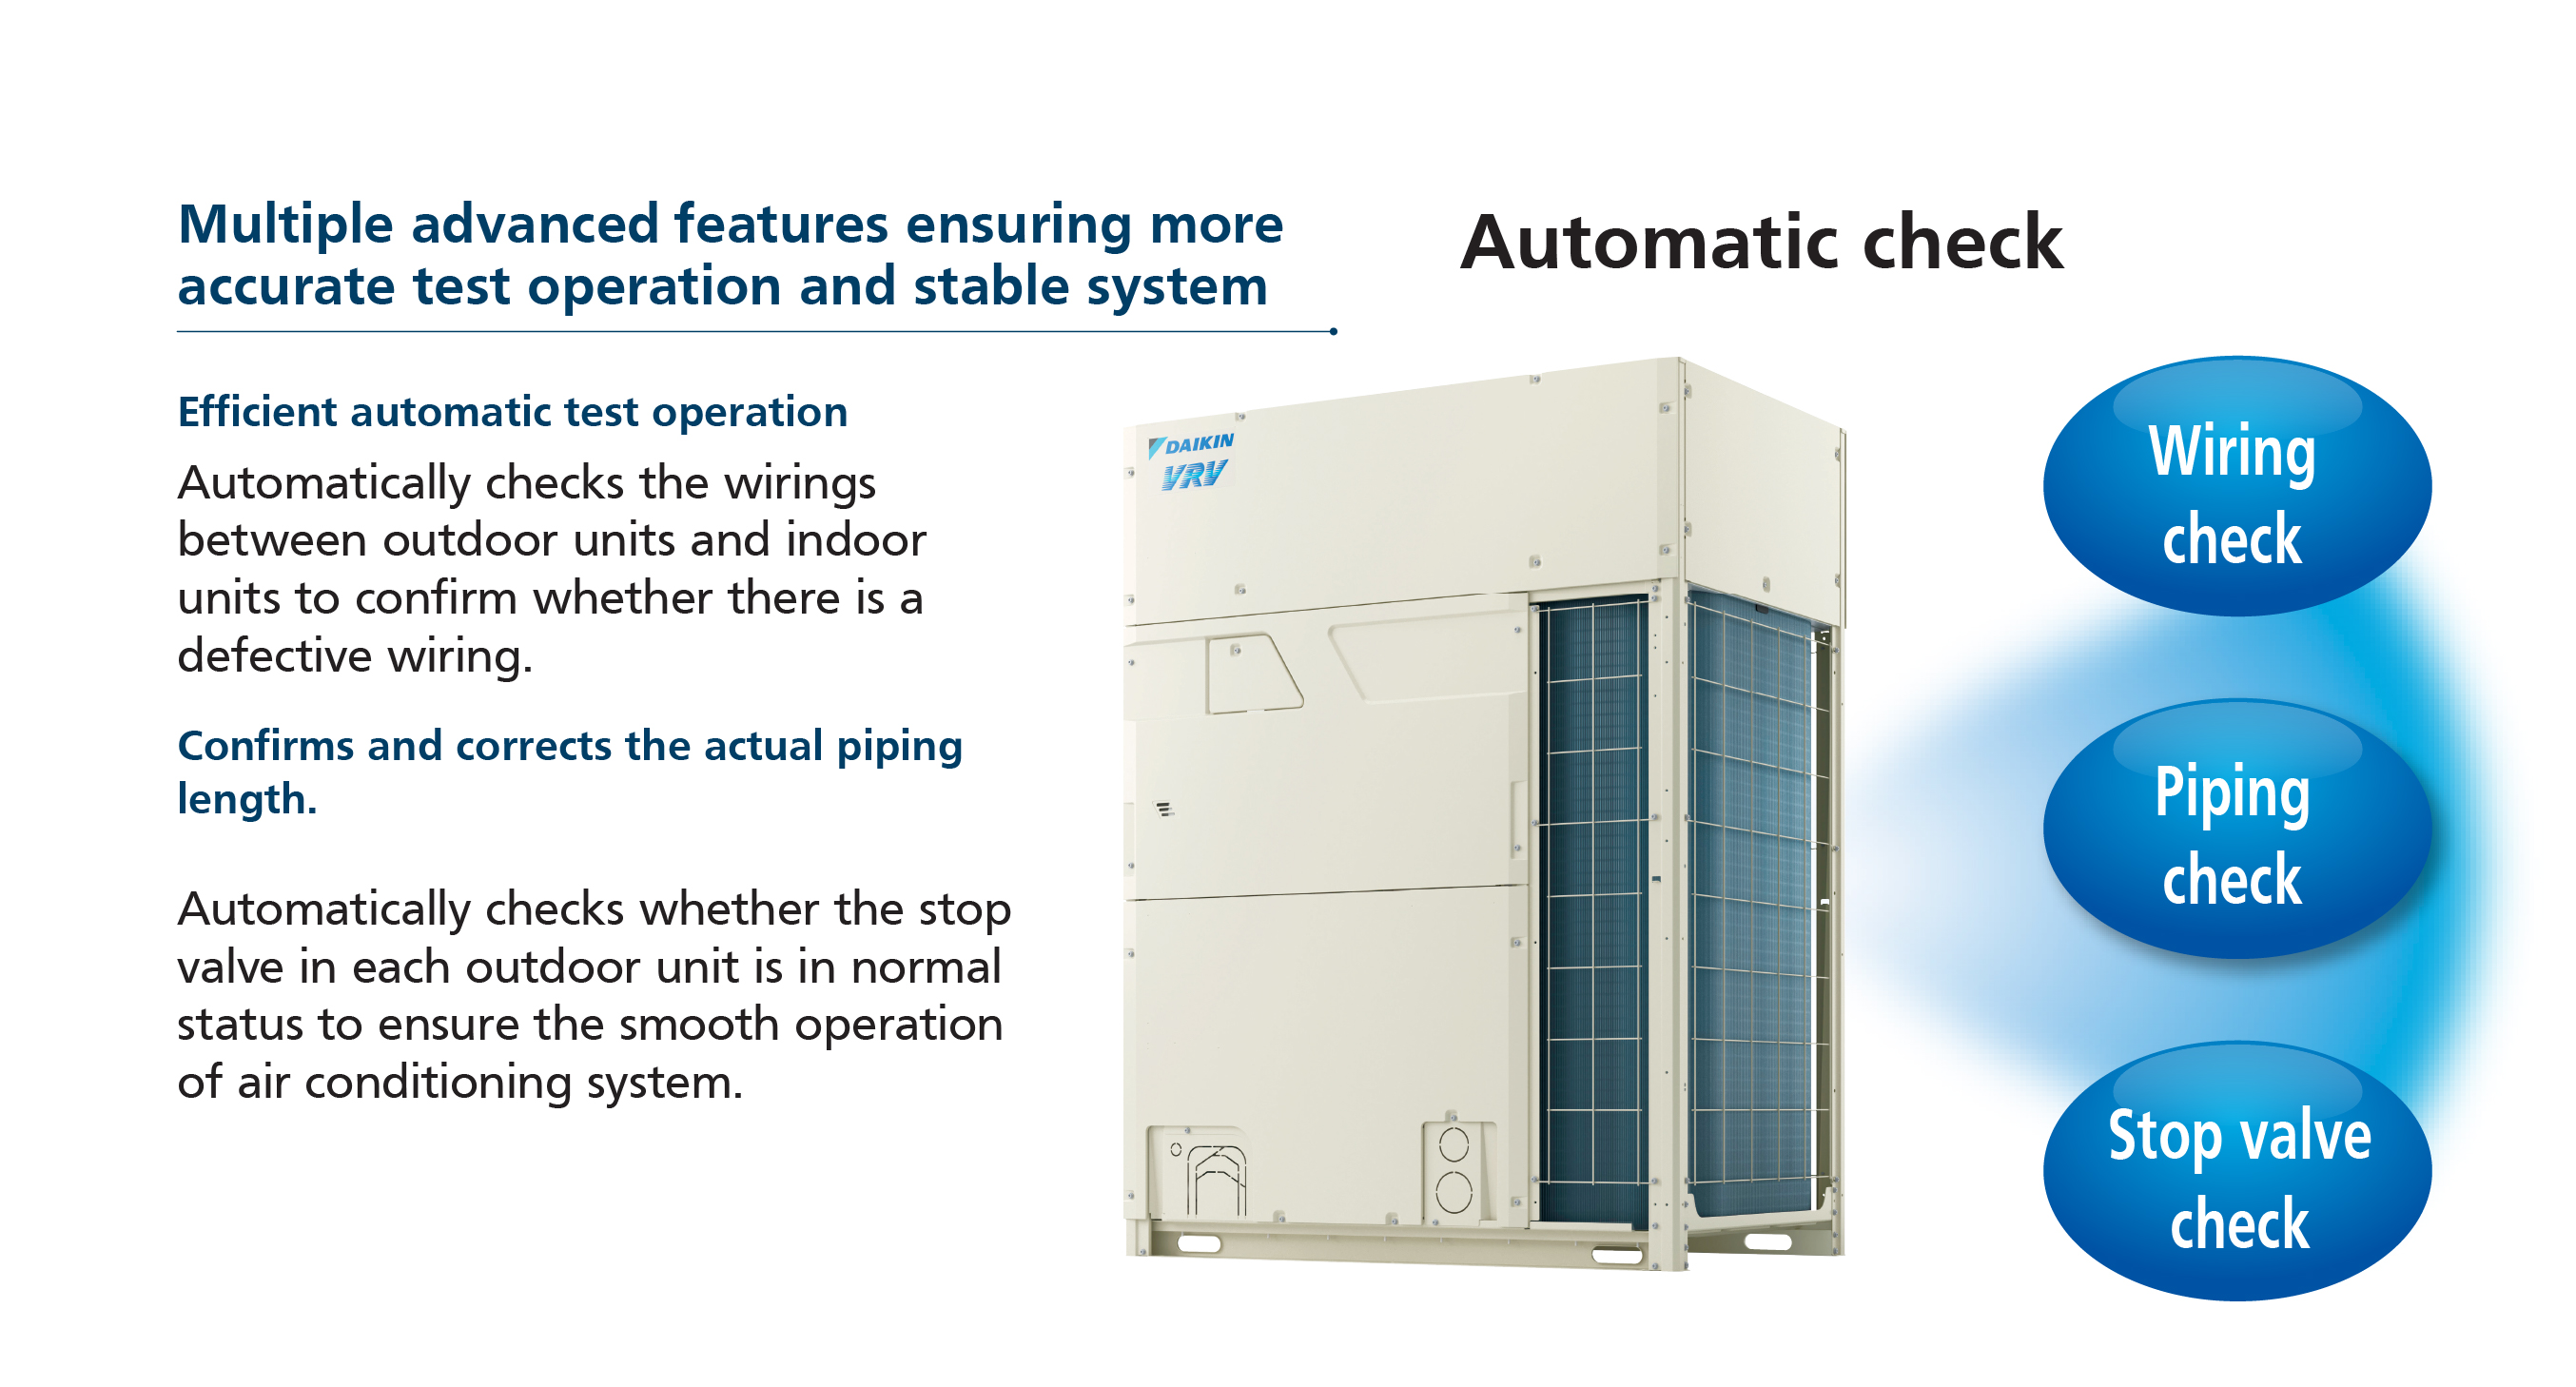 Multiple advanced features ensuring more
accurate test operation and stable system
Efficient automatic test operation
Automatically checks the wirings
between outdoor units and indoor
units to confirm whether there is a
defective wiring.
Confirms and corrects the actual piping
length.
Automatically checks whether the stop
valve in each outdoor unit is in normal
status to ensure the smooth operation
of air conditioning system.
Automatic check
DAIKIN
VRV
Wiring
check
Piping
check
Stop valve
check